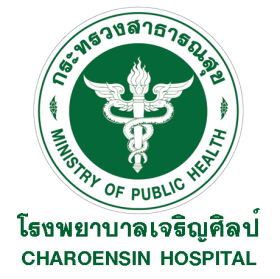 กระทรวงสาธารณสุข
MINISTRY OF PUBLIC HEALTH
โรงพยาบาลเจริญศิลป์
CHAROENSIN HOSPITAL